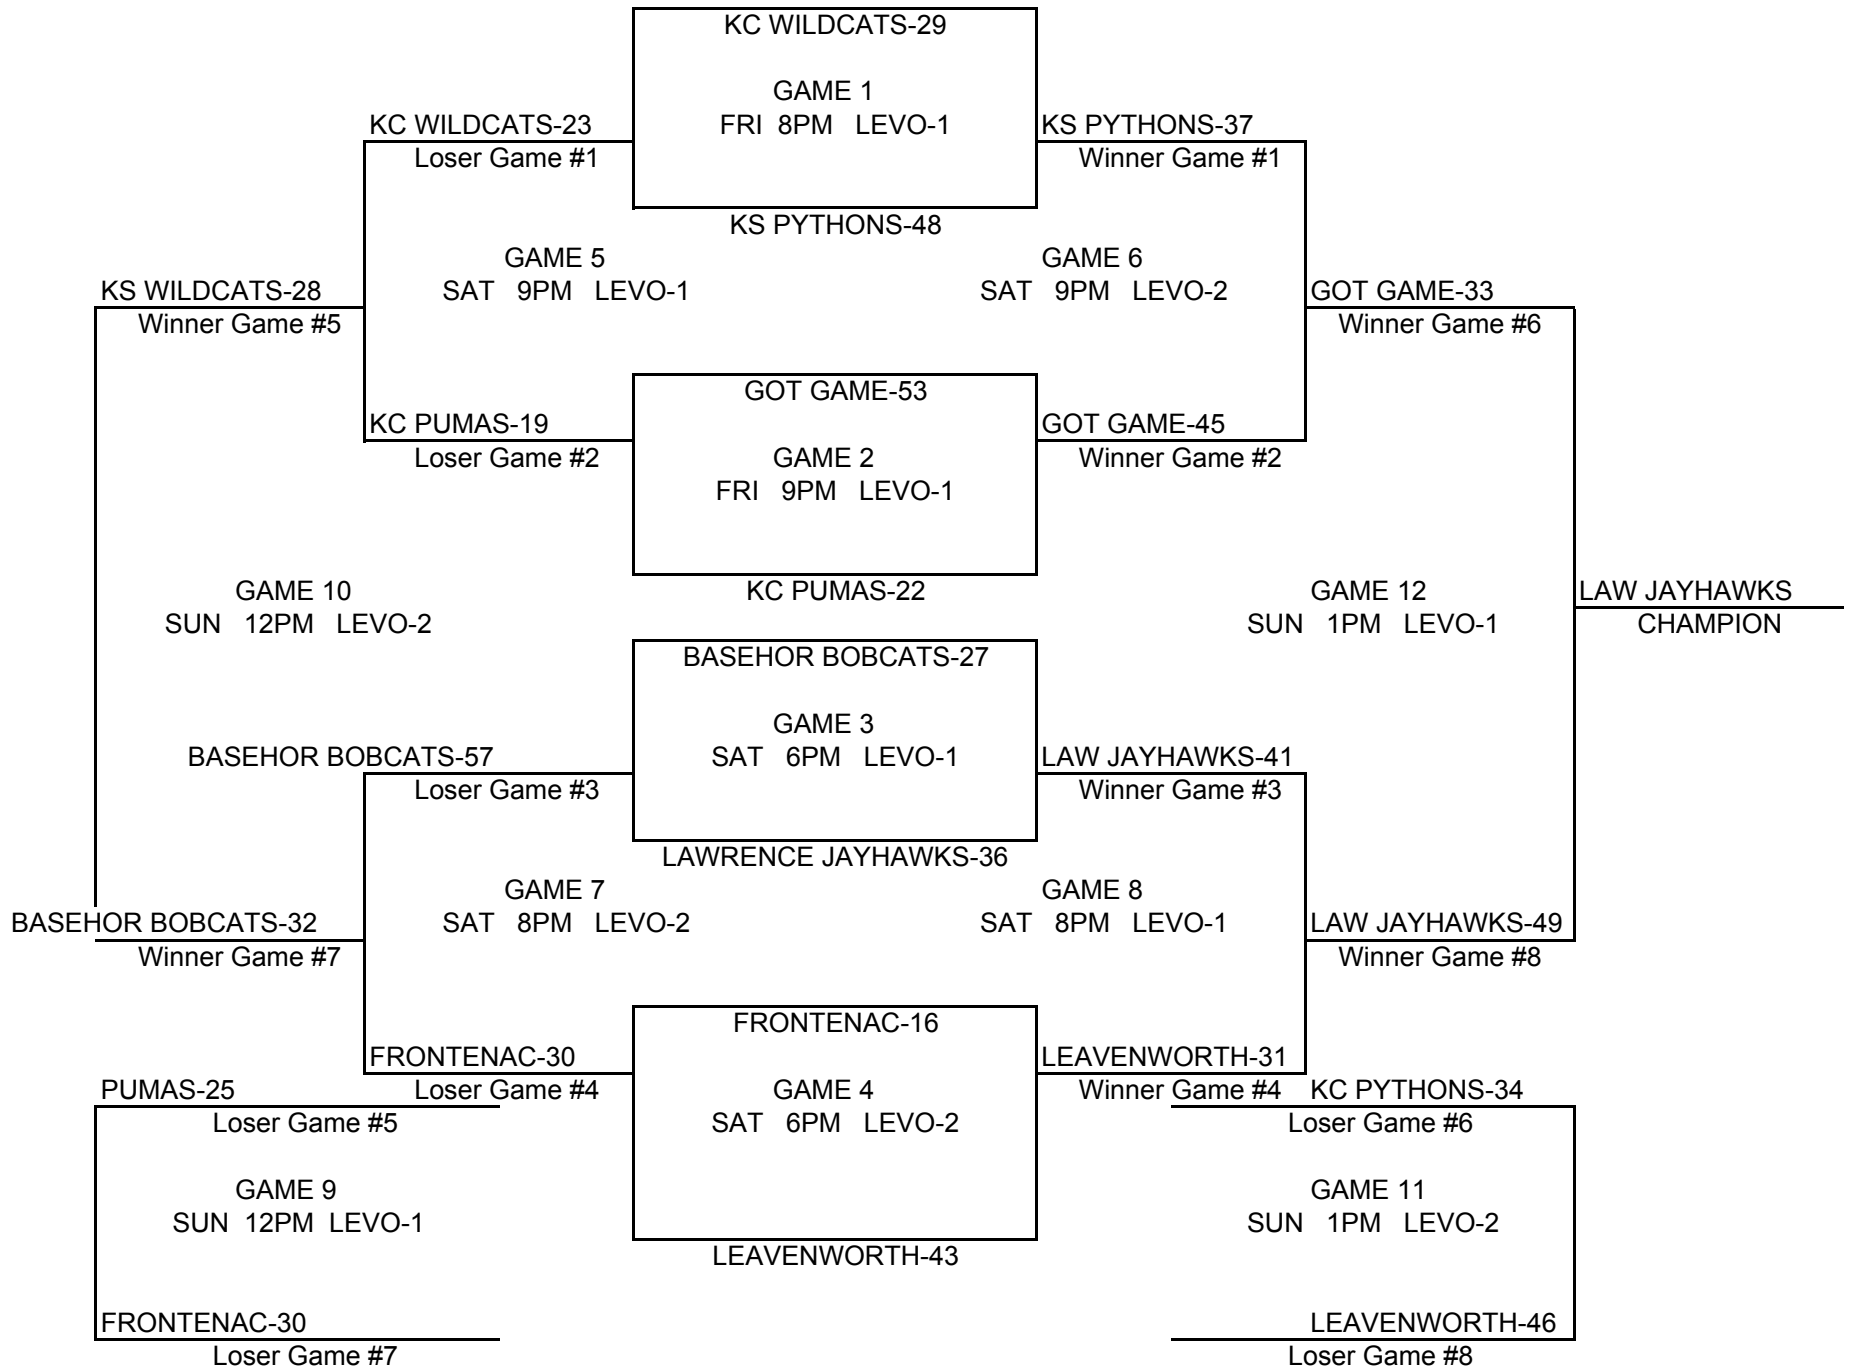 KC WILDCATS-29
GAME 1
KC WILDCATS-23
FRI 8PM LEVO-1
KS PYTHONS-37
Loser Game #1
Winner Game #1
KS PYTHONS-48
GAME 5
GAME 6
KS WILDCATS-28
SAT 9PM LEVO-1
SAT 9PM LEVO-2
GOT GAME-33
Winner Game #5
Winner Game #6
GOT GAME-53
KC PUMAS-19
GOT GAME-45
Loser Game #2
GAME 2
Winner Game #2
FRI 9PM LEVO-1
GAME 10
KC PUMAS-22
GAME 12
LAW JAYHAWKS
SUN 12PM LEVO-2
SUN 1PM LEVO-1
CHAMPION
BASEHOR BOBCATS-27
GAME 3
BASEHOR BOBCATS-57
SAT 6PM LEVO-1
LAW JAYHAWKS-41
Loser Game #3
Winner Game #3
LAWRENCE JAYHAWKS-36
GAME 7
GAME 8
BASEHOR BOBCATS-32
SAT 8PM LEVO-2
SAT 8PM LEVO-1
LAW JAYHAWKS-49
Winner Game #7
Winner Game #8
FRONTENAC-16
FRONTENAC-30
LEAVENWORTH-31
PUMAS-25
Loser Game #4
GAME 4
Winner Game #4
KC PYTHONS-34
Loser Game #5
SAT 6PM LEVO-2
Loser Game #6
GAME 9
GAME 11
SUN 12PM LEVO-1
SUN 1PM LEVO-2
LEAVENWORTH-43
FRONTENAC-30
LEAVENWORTH-46
Loser Game #7
Loser Game #8